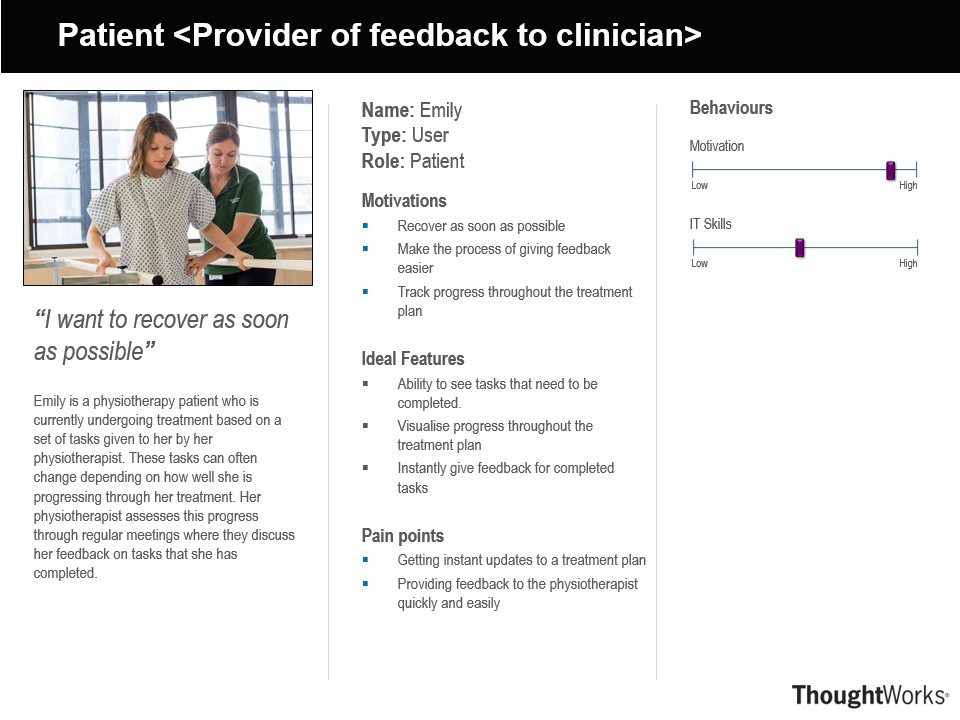 Patient <Provider of feedback to clinician>
“I want to recover as soon
as possible”
Emily is a physiotherapy patient who is
currently undergoing treatment based on a
set of tasks given to her by her
physiotherapist. These tasks can often
change depending on how well she is
progressing through her treatment. Her
physiotherapist assesses this progress
through regular meetings where they discuss
her feedback on tasks that she has
completed.
Name: Emily
Type: User
Role: Patient
Motivations
▪ Recover as soon as possible
▪ Make the process of giving feedback
easier
▪ Track progress throughout the treatment
plan
Ideal Features
▪ Ability to see tasks that need to be
completed.
▪ Visualise progress throughout the
treatment plan
▪ Instantly give feedback for completed
tasks
Pain points
▪ Getting instant updates to a treatment plan
▪ Providing feedback to the physiotherapist
quickly and easily
Behaviours
Motivation
Low High
IT Skills
Low High
ThoughtWorks®